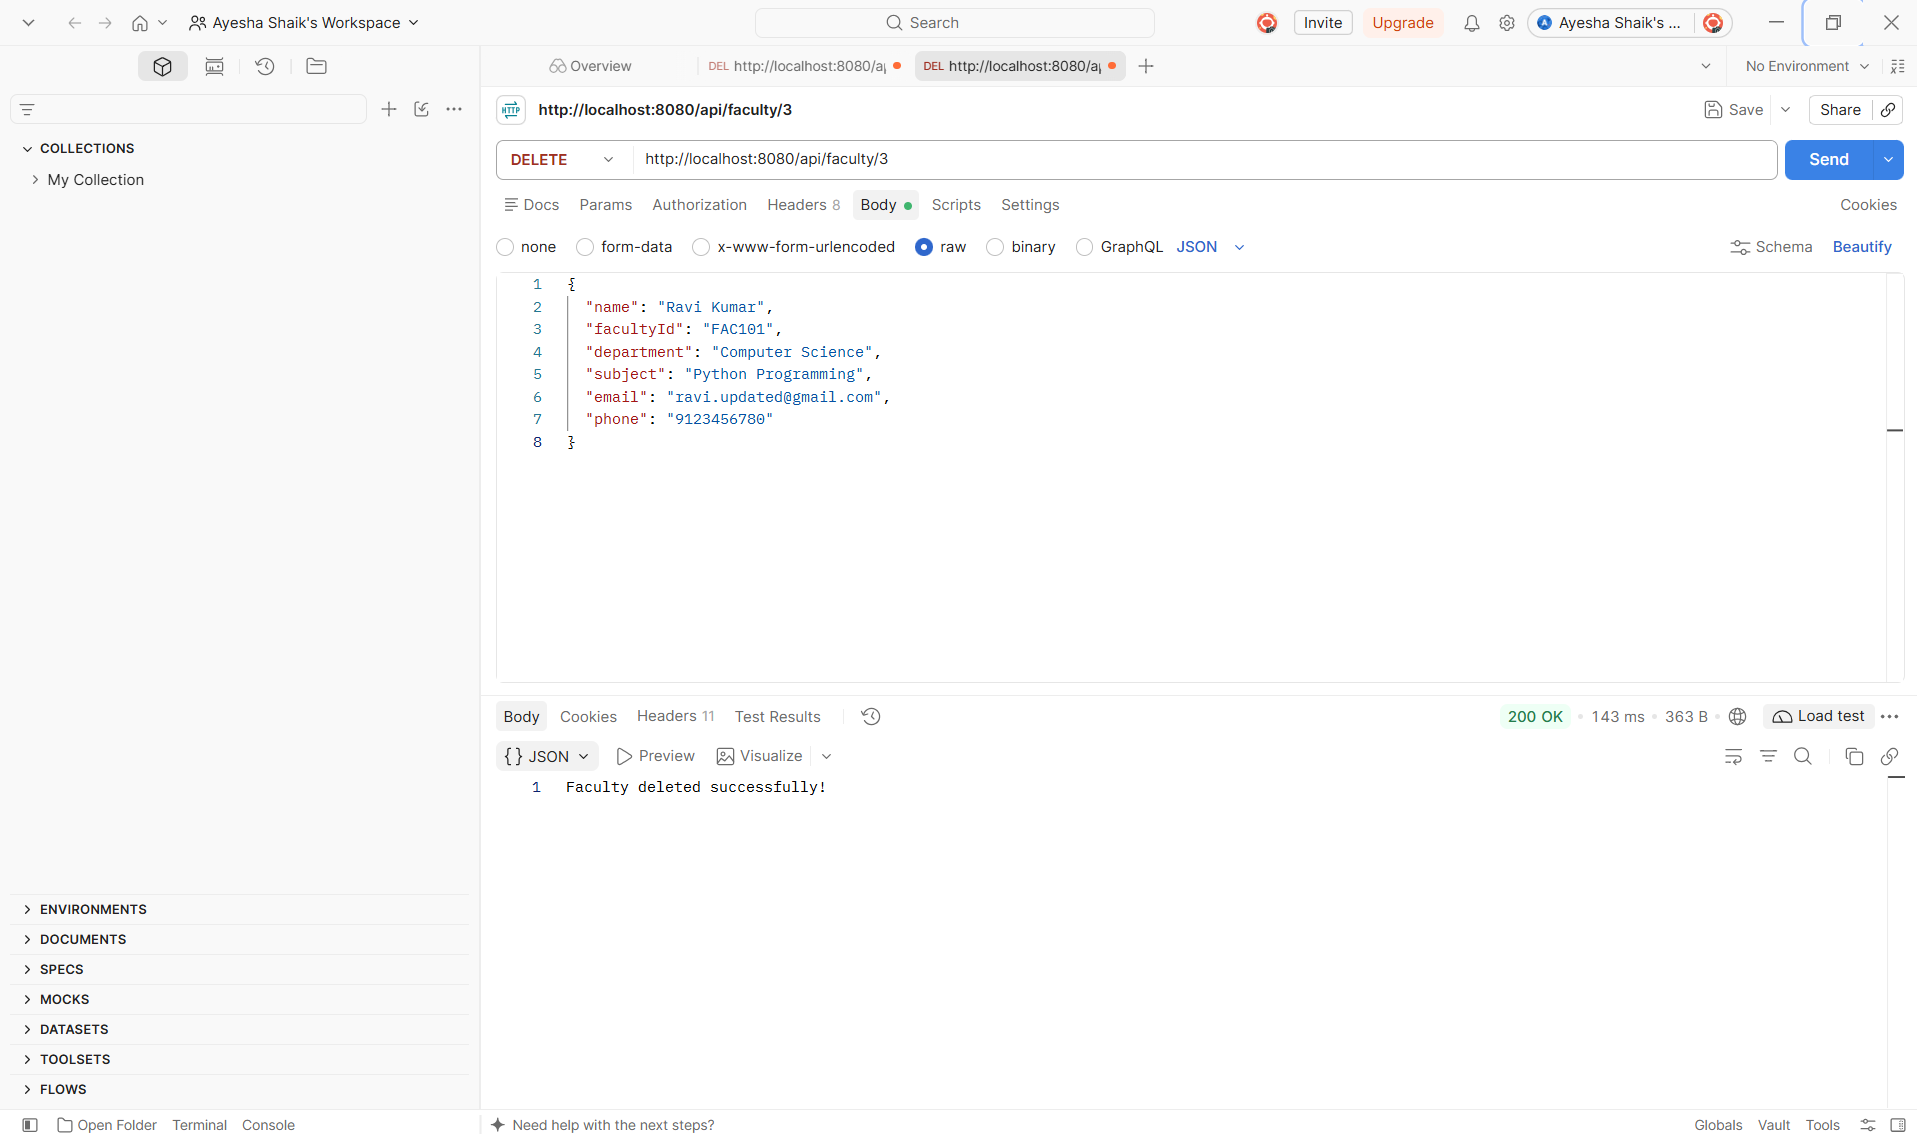 Ayesha Shaik's Workspace
Search
Invite
Upgrade
A
Ayesha Shaik's ...
Overview
DEL http://localhost:8080/a
DEL http://localhost:8080/a
No Environment
HTTP
http://localhost:8080/api/faculty/3
Save
Share
COLLECTIONS
My Collection
DELETE
http://localhost:8080/api/faculty/3
Send
Docs
Params
Authorization
Headers 8
Body
Scripts
Settings
Cookies
none
form-data
x-www-form-urlencoded
raw
binary
GraphQL
JSON
Schema
Beautify
1 {
2 "name": "Ravi Kumar",
3 "facultyId": "FAC101",
4 "department": "Computer Science",
5 "subject": "Python Programming",
6 "email": "ravi.updated@gmail.com",
7 "phone": "9123456780"
8 }
Body
Cookies
Headers 11
Test Results
200 OK
143 ms
363 B
Load test
{} JSON
Preview
Visualize
1 Faculty deleted successfully!
ENVIRONMENTS
DOCUMENTS
SPECS
MOCKS
DATASETS
TOOLSETS
FLOWS
Open Folder
Terminal
Console
Need help with the next steps?
Globals
Vault
Tools